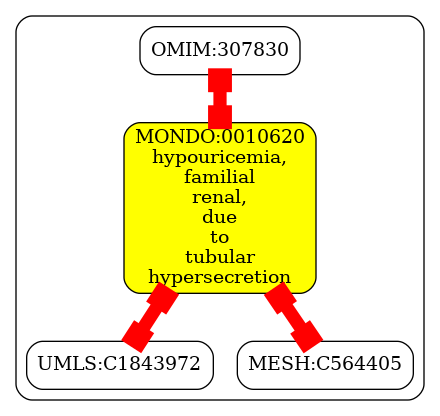 OMIM:307830
MONDO:0010620
hypouricemia,
familial
renal,
due
to
tubular
hypersecretion
UMLS:C1843972
MESH:C564405